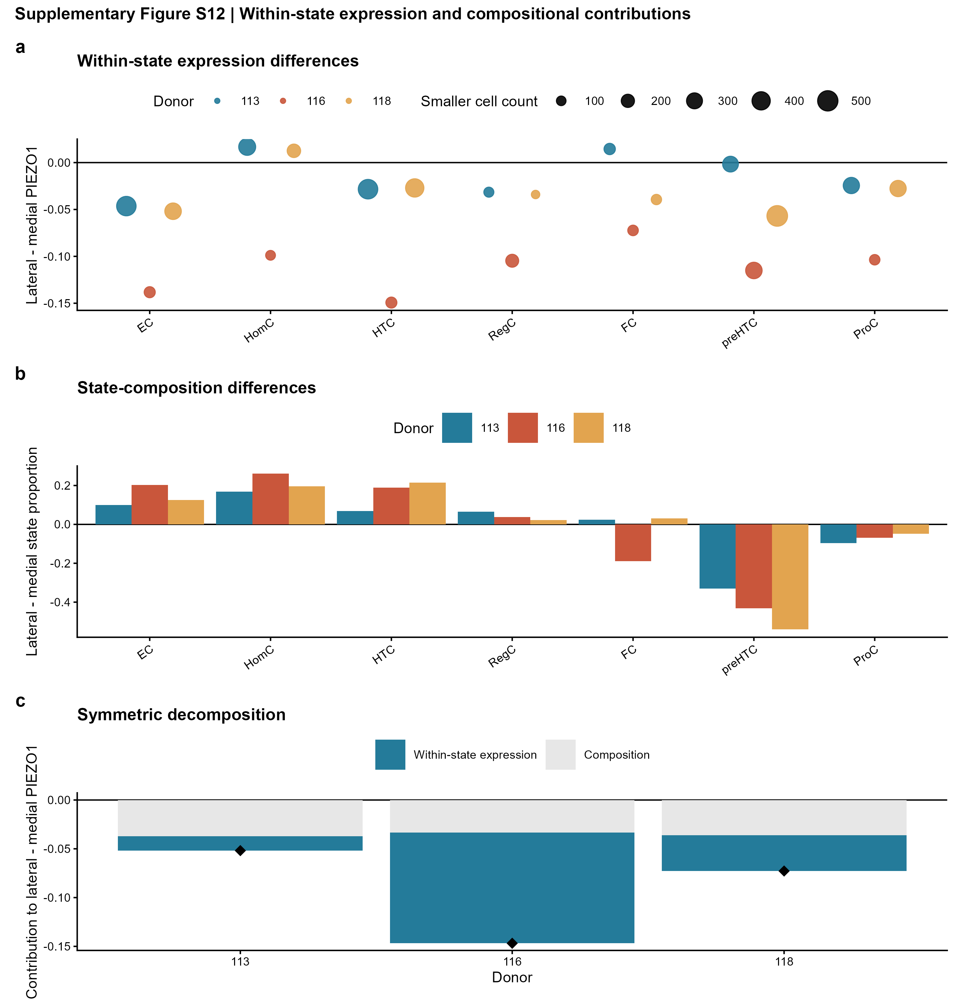 Supplementary Figure S12 | Within-state expression and compositional contributions
a
Within-state expression differences
Donor 113 116 118 Smaller cell count 100 200 300 400 500
Lateral - medial PIEZO1
0.00
-0.05
-0.10
-0.15
EC HomC HTC RegC FC preHTC ProC
b
State-composition differences
Donor 113 116 118
Lateral - medial state proportion
0.2
0.0
-0.2
-0.4
EC HomC HTC RegC FC preHTC ProC
c
Symmetric decomposition
Within-state expression Composition
Contribution to lateral - medial PIEZO1
0.00
-0.05
-0.10
-0.15
113 116 118
Donor